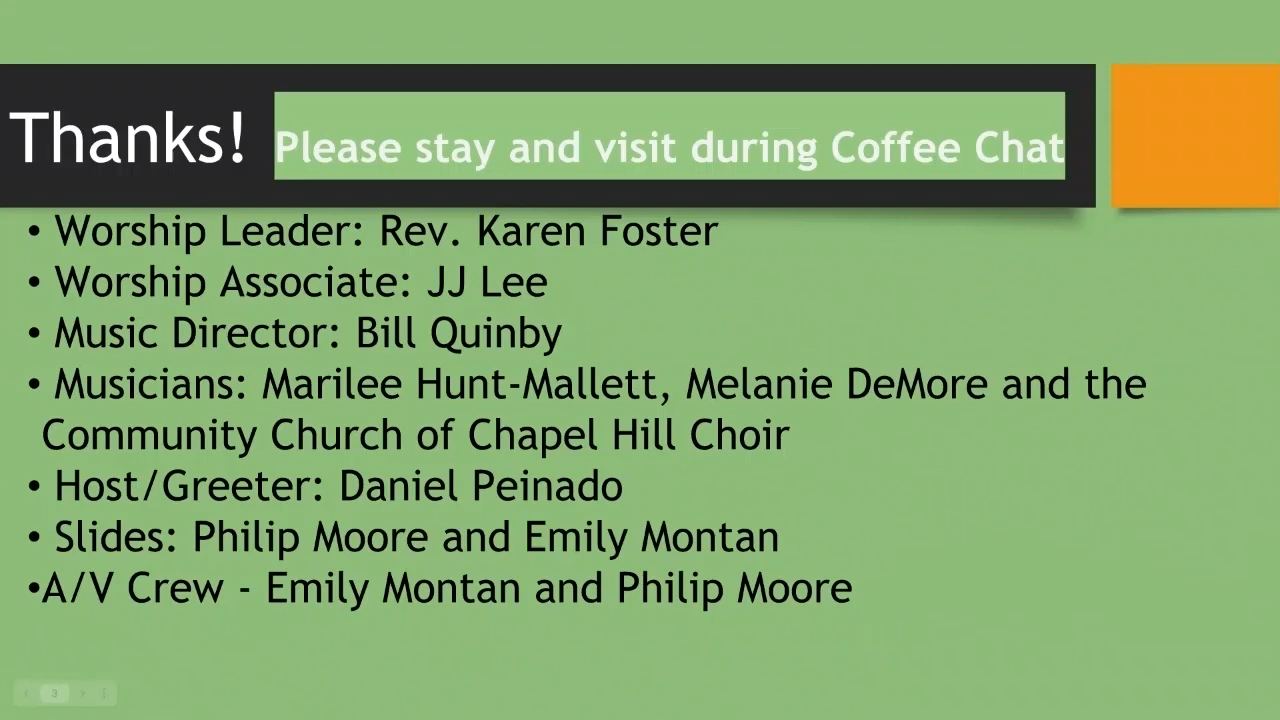 Thanks! Please stay and visit during Coffee Chat
• Worship Leader: Rev. Karen Foster
• Worship Associate: JJ Lee
• Music Director: Bill Quinby
• Musicians: Marilee Hunt-Mallett, Melanie DeMore and the
Community Church of Chapel Hill Choir
• Host/Greeter: Daniel Peinado
• Slides: Philip Moore and Emily Montan
•A/V Crew - Emily Montan and Philip Moore